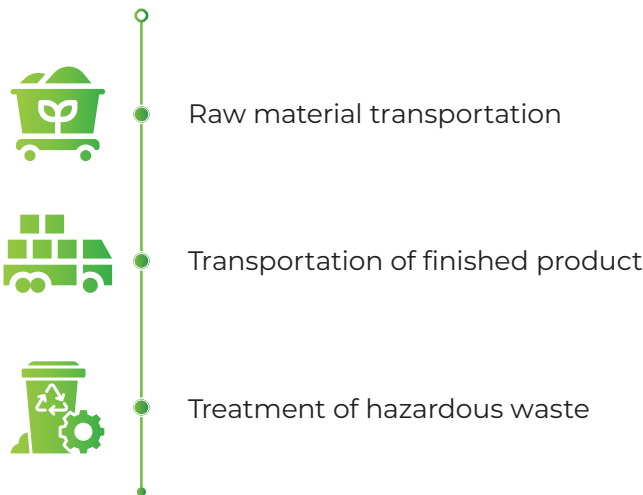 Raw material transportation
Transportation of finished product
Treatment of hazardous waste